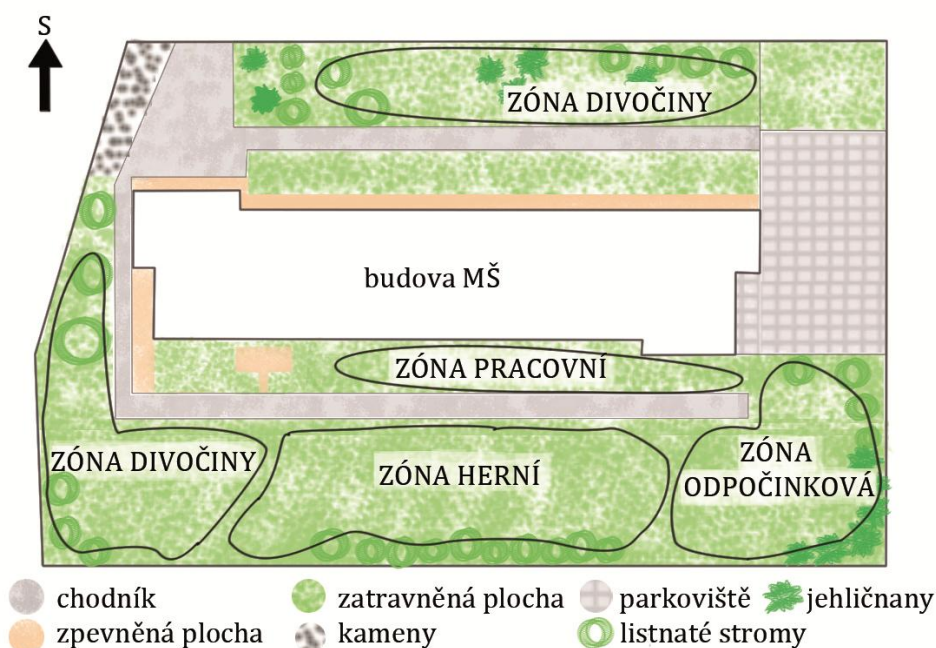 S
ZÓNA DIVOČINY
budova MŠ
ZÓNA PRACOVNÍ
ZÓNA DIVOČINY
ZÓNA HERNÍ
ZÓNA
ODPOČINKOVÁ
chodník
zatravněná plocha
parkoviště
jehličnany
zpevněná plocha
kameny
listnaté stromy